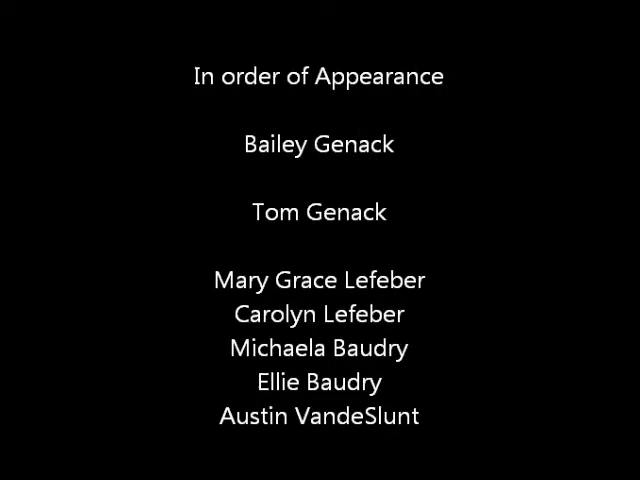 In order of Appearance
Bailey Genack
Tom Genack
Mary Grace Lefeber
Carolyn Lefeber
Michaela Baudry
Ellie Baudry
Austin VandeSlunt